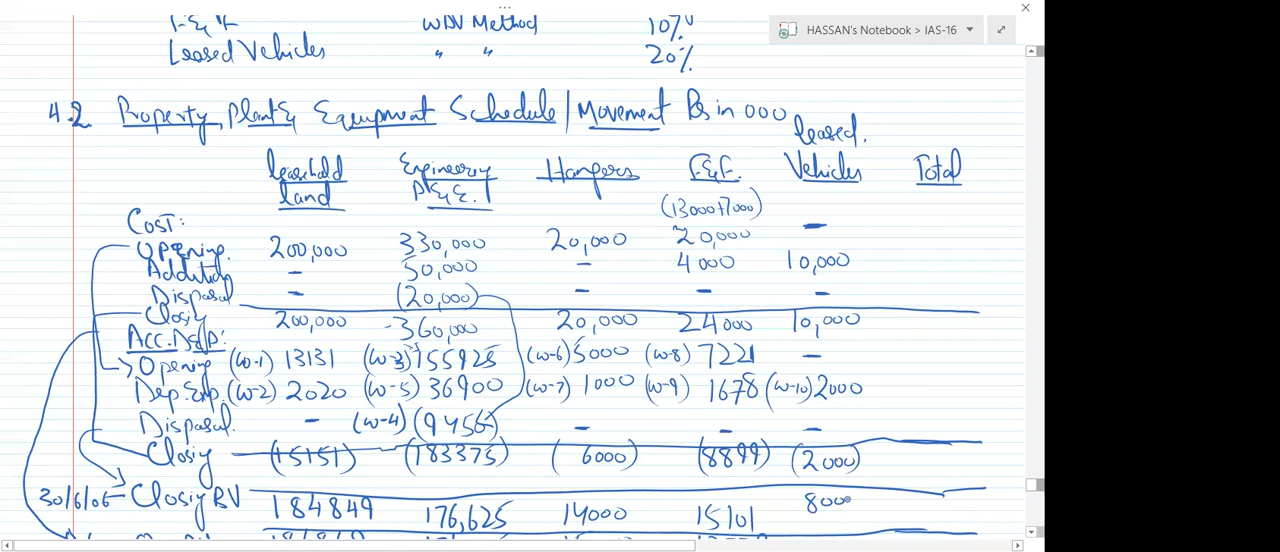 F.& F WDV Method 10%
HASSAN's Notebook > IAS-16
Leased Vehicles " " 20%
4.2 Property, Plant & Equipment Schedule / Movement Rs in 000
leasehold land Engineering P.& E. Hangers F.& F. leased Vehicles Total
(13000+7000)
Cost:
Opening. 200,000 330,000 20,000 20,000 -
Addition - 50,000 - 4000 10,000
Disposal - (20,000) - - -
Closiy 200,000 360,000 20,000 24000 10,000
Acc. Dep:
Opening (w-1) 13131 (w-3) 155925 (w-6) 5000 (w-8) 7221 -
Dep. Exp. (w-2) 2020 (w-5) 36900 (w-7) 1000 (w-9) 1678 (w-10) 2000
Disposal. - (w-4) (9456) - - -
Closiy (15151) (183375) (6000) (8899) (2000)
30/6/06 Closiy BV 184849 176,625 14000 15101 8000